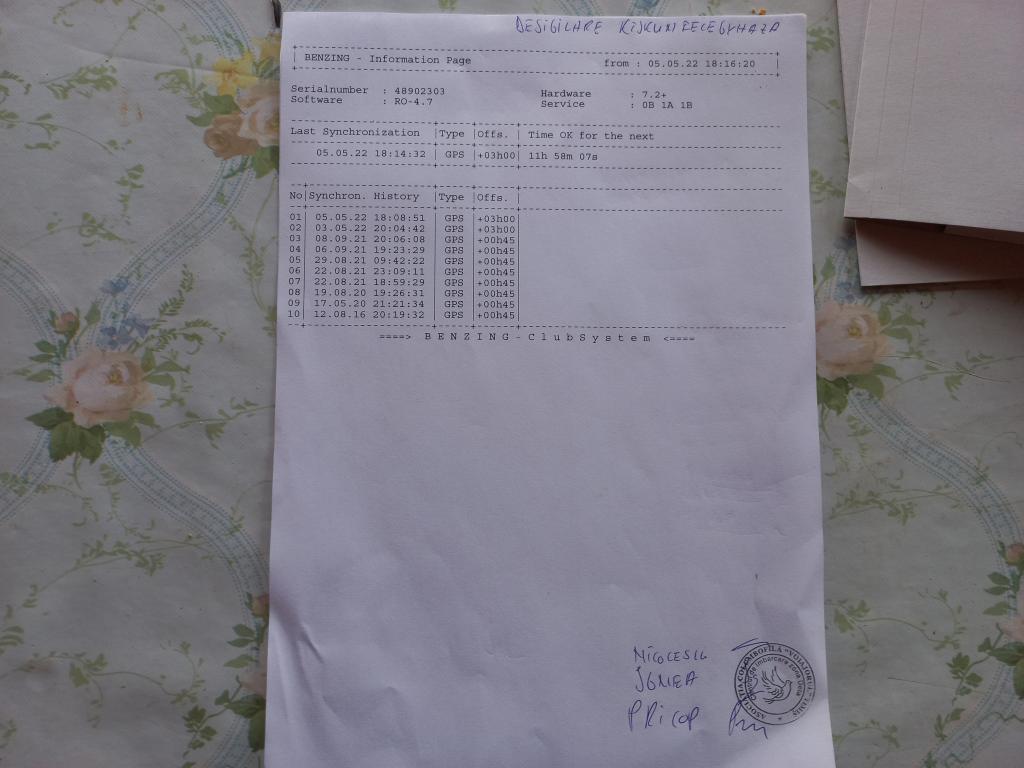 DESIGILARE KISKUNFELEGYHAZA
BENZING - Information Page from : 05.05.22 18:16:20
Serialnumber : 48902303 Hardware : 7.2+
Software : RO-4.7 Service : 0B 1A 1B
Last Synchronization |Type |Offs. | Time OK for the next
05.05.22 18:14:32 | GPS |+03h00| 11h 58m 07s
No|Synchron. History |Type |Offs.|
01| 05.05.22 18:08:51 | GPS |+03h00|
02| 03.05.22 20:04:42 | GPS |+03h00|
03| 08.09.21 20:06:08 | GPS |+00h45|
04| 06.09.21 19:23:29 | GPS |+00h45|
05| 29.08.21 09:42:22 | GPS |+00h45|
06| 22.08.21 23:09:11 | GPS |+00h45|
07| 22.08.21 18:59:29 | GPS |+00h45|
08| 19.08.20 19:26:31 | GPS |+00h45|
09| 17.05.20 21:21:34 | GPS |+00h45|
10| 12.08.16 20:19:32 | GPS |+00h45|
====> B E N Z I N G - C l u b S y s t e m <====
NICOLESCU
JGMEA
PRICOP
ASOCIATIA COLUMBOFILA "VOIAJORUL" TIMIS
imbarcare zona